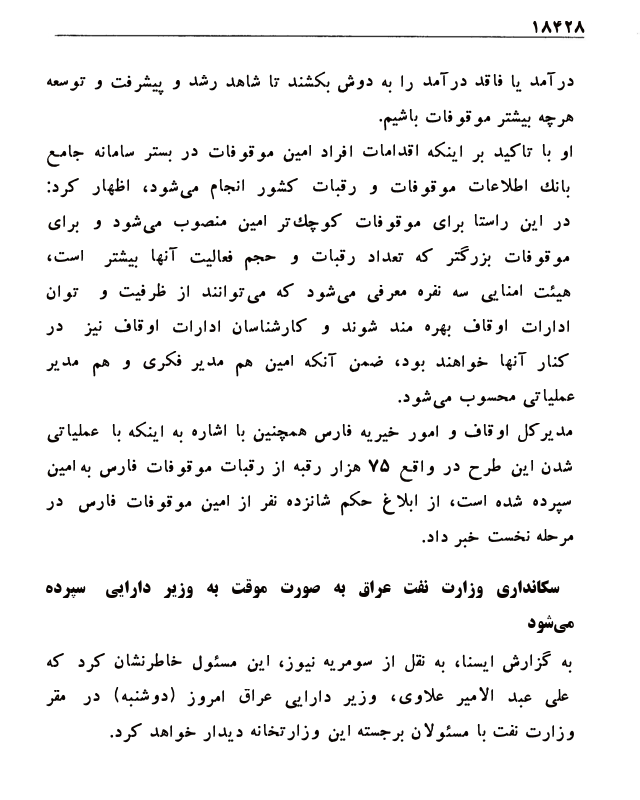 ۱۸۴۲۸
درآمد یا فاقد درآمد را به دوش بکشند تا شاهد رشد و پیشرفت و توسعه
هرچه بیشتر موقوفات باشیم.
او با تاکید بر اینکه اقدامات افراد امین موقوفات در بستر سامانه جامع
بانک اطلاعات موقوفات و رقبات کشور انجام می‌شود، اظهار کرد:
در این راستا برای موقوفات کوچک‌تر امین منصوب می‌شود و برای
موقوفات بزرگتر که تعداد رقبات و حجم فعالیت آنها بیشتر است،
هیئت امنایی سه نفره معرفی می‌شود که می‌توانند از ظرفیت و توان
ادارات اوقاف بهره مند شوند و کارشناسان ادارات اوقاف نیز در
کنار آنها خواهند بود، ضمن آنکه امین هم مدیر فکری و هم مدیر
عملیاتی محسوب می‌شود.
مدیرکل اوقاف و امور خیریه فارس همچنین با اشاره به اینکه با عملیاتی
شدن این طرح در واقع ۷۵ هزار رقبه از رقبات موقوفات فارس به‌امین
سپرده شده است، از ابلاغ حکم شانزده نفر از امین موقوفات فارس در
مرحله نخست خبر داد.
سکانداری وزارت نفت عراق به صورت موقت به وزیر دارایی سپرده
می‌شود
به گزارش ایسنا، به نقل از سومریه نیوز، این مسئول خاطرنشان کرد که
علی عبد الامیر علاوی، وزیر دارایی عراق امروز (دوشنبه) در مقر
وزارت نفت با مسئولان برجسته این وزارتخانه دیدار خواهد کرد.